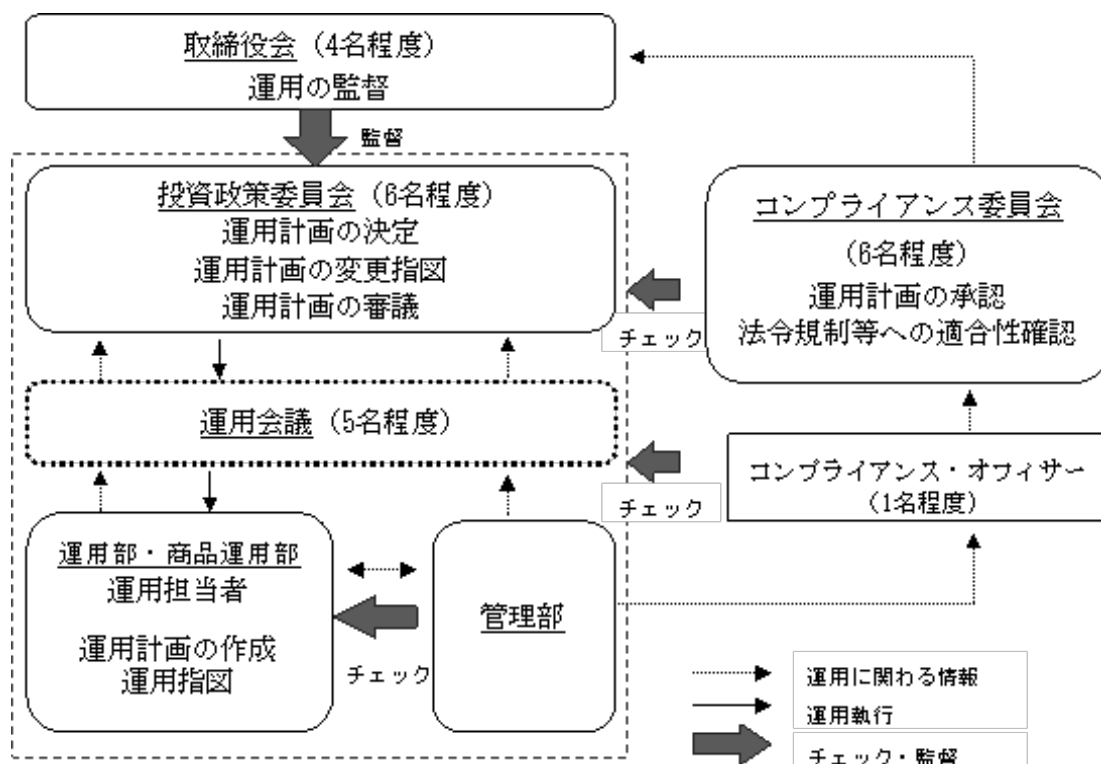 取締役会（4名程度）
運用の監督
監督
投資政策委員会（6名程度）
運用計画の決定
運用計画の変更指図
運用計画の審議
コンプライアンス委員会
（6名程度）
運用計画の承認
法令規制等への適合性確認
チェック
運用会議（5名程度）
コンプライアンス・オフィサー
（1名程度）
チェック
運用部・商品運用部
運用担当者
運用計画の作成
運用指図
チェック
管理部
運用に関わる情報
運用執行
チェック・監督